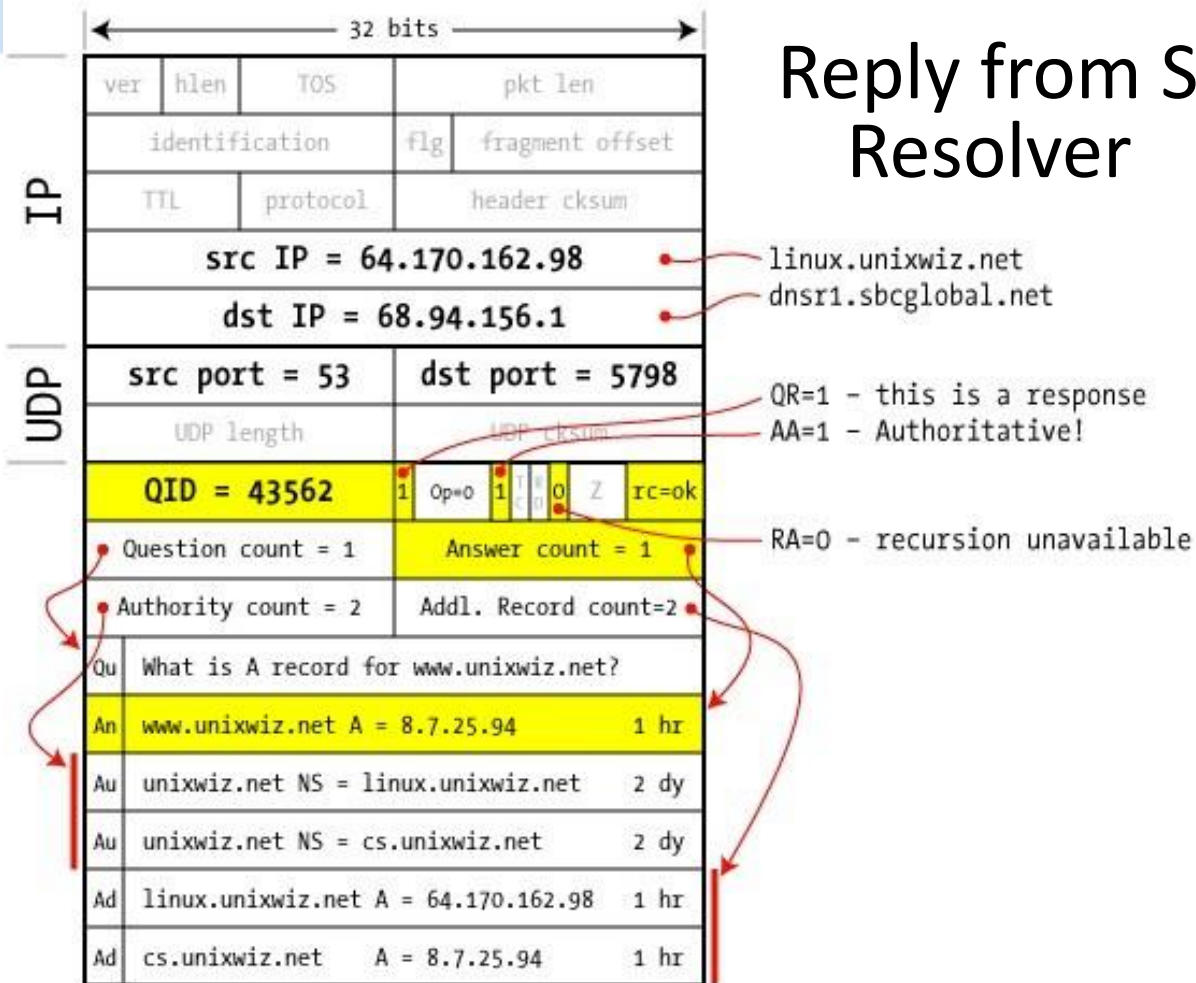 32 bits
Reply from S
Resolver
IP
ver hlen TOS pkt len
identification flg fragment offset
TTL protocol header cksum
src IP = 64.170.162.98
linux.unixwiz.net
dst IP = 68.94.156.1
dnsr1.sbcglobal.net
UDP
src port = 53 dst port = 5798
QR=1 – this is a response
UDP length UDP cksum
AA=1 – Authoritative!
QID = 43562 1 Op=0 1 TC RD 0 Z rc=ok
RA=0 – recursion unavailable
Question count = 1 Answer count = 1
Authority count = 2 Addl. Record count=2
Qu What is A record for www.unixwiz.net?
An www.unixwiz.net A = 8.7.25.94 1 hr
Au unixwiz.net NS = linux.unixwiz.net 2 dy
Au unixwiz.net NS = cs.unixwiz.net 2 dy
Ad linux.unixwiz.net A = 64.170.162.98 1 hr
Ad cs.unixwiz.net A = 8.7.25.94 1 hr